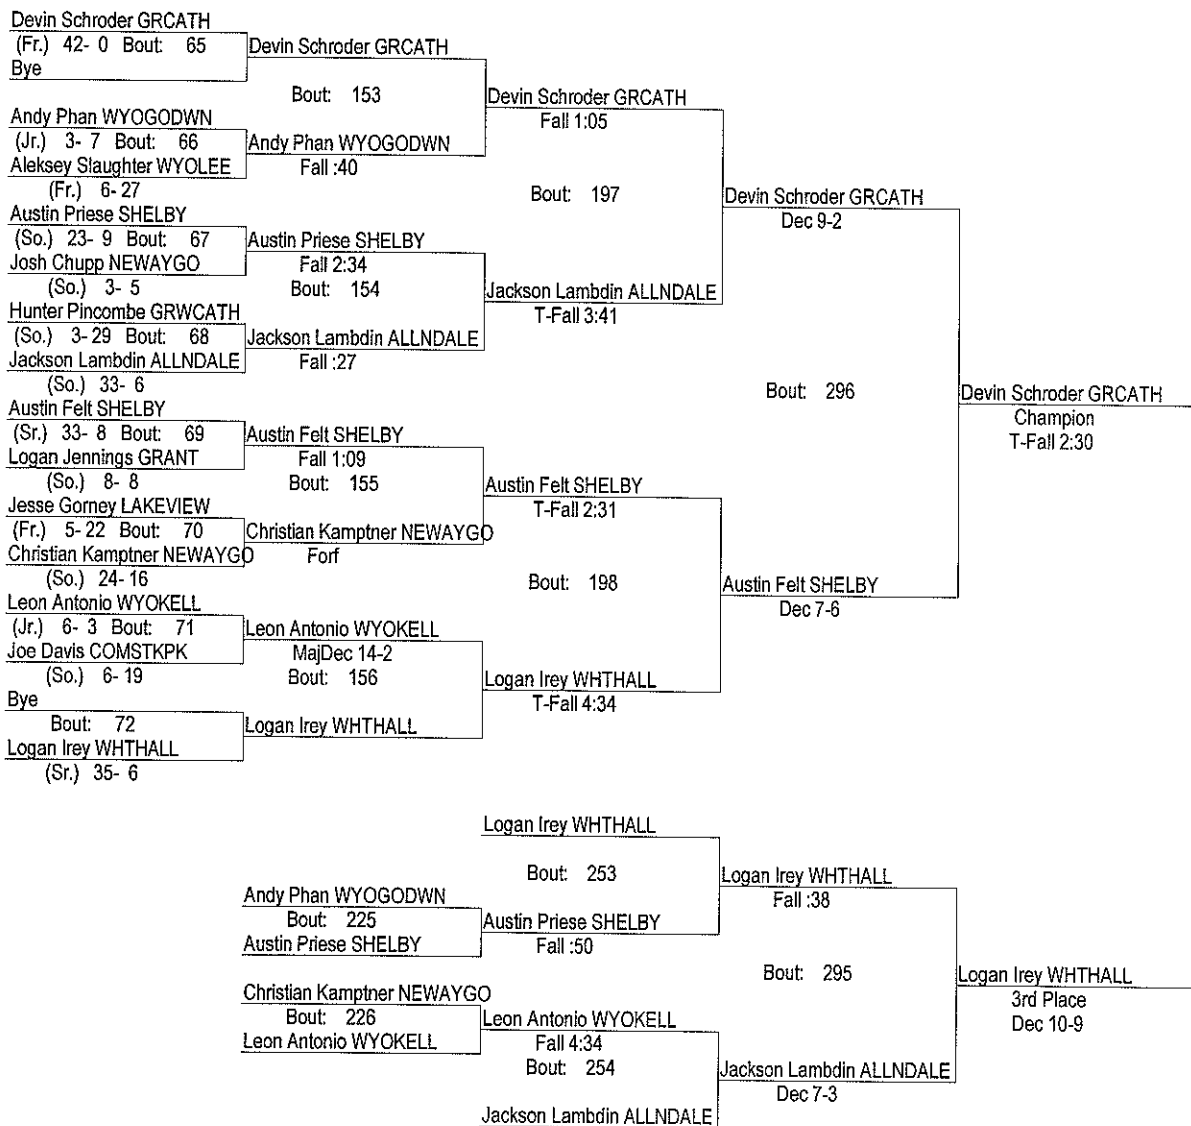 Devin Schroder GRCATH
(Fr.) 42- 0 Bout: 65
Bye
Devin Schroder GRCATH
Bout: 153
Andy Phan WYOGODWN
(Jr.) 3- 7 Bout: 66
Aleksey Slaughter WYOLEE
(Fr.) 6- 27
Andy Phan WYOGODWN
Fall :40
Devin Schroder GRCATH
Fall 1:05
Bout: 197
Austin Priese SHELBY
(So.) 23- 9 Bout: 67
Josh Chupp NEWAYGO
(So.) 3- 5
Austin Priese SHELBY
Fall 2:34
Bout: 154
Hunter Pincombe GRWCATH
(So.) 3- 29 Bout: 68
Jackson Lambdin ALLNDALE
(So.) 33- 6
Jackson Lambdin ALLNDALE
Fall :27
Jackson Lambdin ALLNDALE
T-Fall 3:41
Devin Schroder GRCATH
Dec 9-2
Bout: 296
Austin Felt SHELBY
(Sr.) 33- 8 Bout: 69
Logan Jennings GRANT
(So.) 8- 8
Austin Felt SHELBY
Fall 1:09
Bout: 155
Jesse Gorney LAKEVIEW
(Fr.) 5- 22 Bout: 70
Christian Kamptner NEWAYGO
(So.) 24- 16
Christian Kamptner NEWAYGO
Forf
Austin Felt SHELBY
T-Fall 2:31
Bout: 198
Leon Antonio WYOKELL
(Jr.) 6- 3 Bout: 71
Joe Davis COMSTKPK
(So.) 6- 19
Leon Antonio WYOKELL
MajDec 14-2
Bout: 156
Bye
Bout: 72
Logan Irey WHTHALL
(Sr.) 35- 6
Logan Irey WHTHALL
Logan Irey WHTHALL
T-Fall 4:34
Austin Felt SHELBY
Dec 7-6
Devin Schroder GRCATH
Champion
T-Fall 2:30
Logan Irey WHTHALL
Bout: 253
Andy Phan WYOGODWN
Bout: 225
Austin Priese SHELBY
Austin Priese SHELBY
Fall :50
Logan Irey WHTHALL
Fall :38
Bout: 295
Christian Kamptner NEWAYGO
Bout: 226
Leon Antonio WYOKELL
Leon Antonio WYOKELL
Fall 4:34
Bout: 254
Jackson Lambdin ALLNDALE
Jackson Lambdin ALLNDALE
Dec 7-3
Logan Irey WHTHALL
3rd Place
Dec 10-9